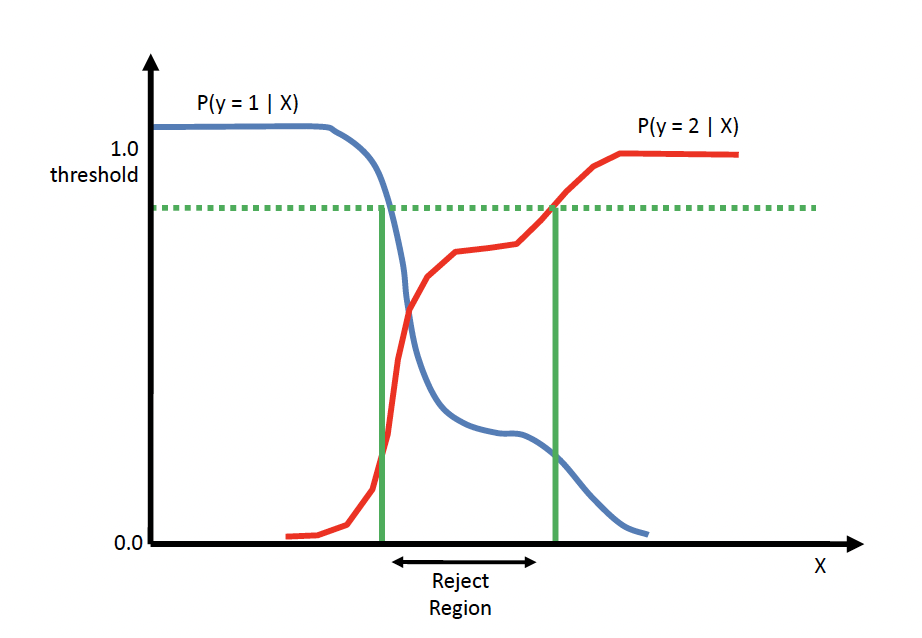 P(y = 1 | X)
P(y = 2 | X)
1.0
threshold
0.0
X
Reject
Region